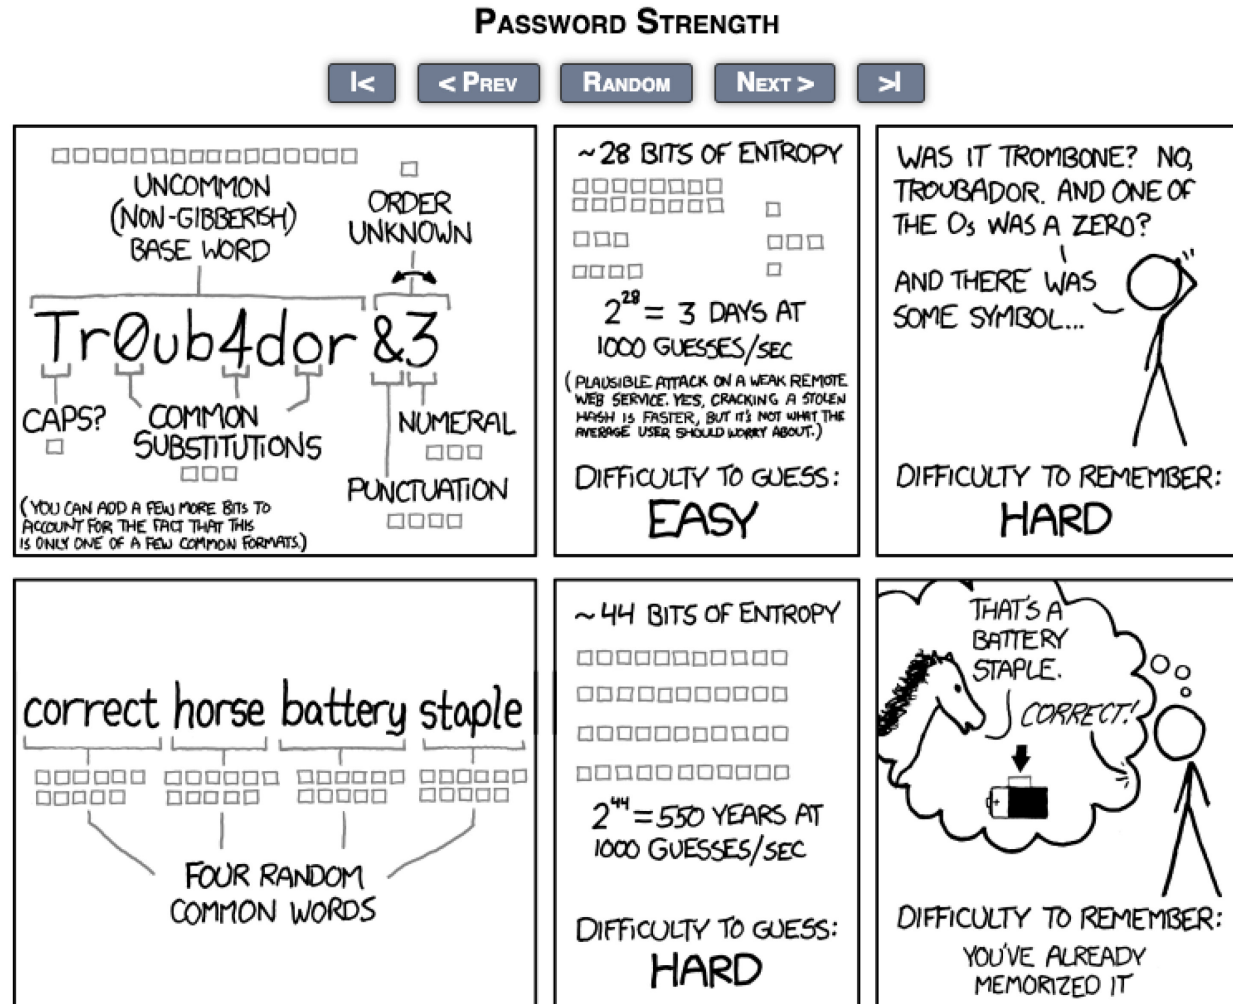 PASSWORD STRENGTH
|< < PREV RANDOM NEXT > >|
UNCOMMON
(NON-GIBBERISH)
BASE WORD
ORDER
UNKNOWN
Tr0ub4dor &3
CAPS?
COMMON
SUBSTITUTIONS
NUMERAL
PUNCTUATION
(YOU CAN ADD A FEW MORE BITS TO
ACCOUNT FOR THE FACT THAT THIS
IS ONLY ONE OF A FEW COMMON FORMATS.)
~28 BITS OF ENTROPY
2²⁸ = 3 DAYS AT
1000 GUESSES/SEC
(PLAUSIBLE ATTACK ON A WEAK REMOTE
WEB SERVICE. YES, CRACKING A STOLEN
HASH IS FASTER, BUT IT'S NOT WHAT THE
AVERAGE USER SHOULD WORRY ABOUT.)
DIFFICULTY TO GUESS:
EASY
WAS IT TROMBONE? NO,
TROUBADOR. AND ONE OF
THE Os WAS A ZERO?
AND THERE WAS
SOME SYMBOL...
DIFFICULTY TO REMEMBER:
HARD
correct horse battery staple
FOUR RANDOM
COMMON WORDS
~44 BITS OF ENTROPY
2⁴⁴ = 550 YEARS AT
1000 GUESSES/SEC
DIFFICULTY TO GUESS:
HARD
THAT'S A
BATTERY
STAPLE.
CORRECT!
+
DIFFICULTY TO REMEMBER:
YOU'VE ALREADY
MEMORIZED IT